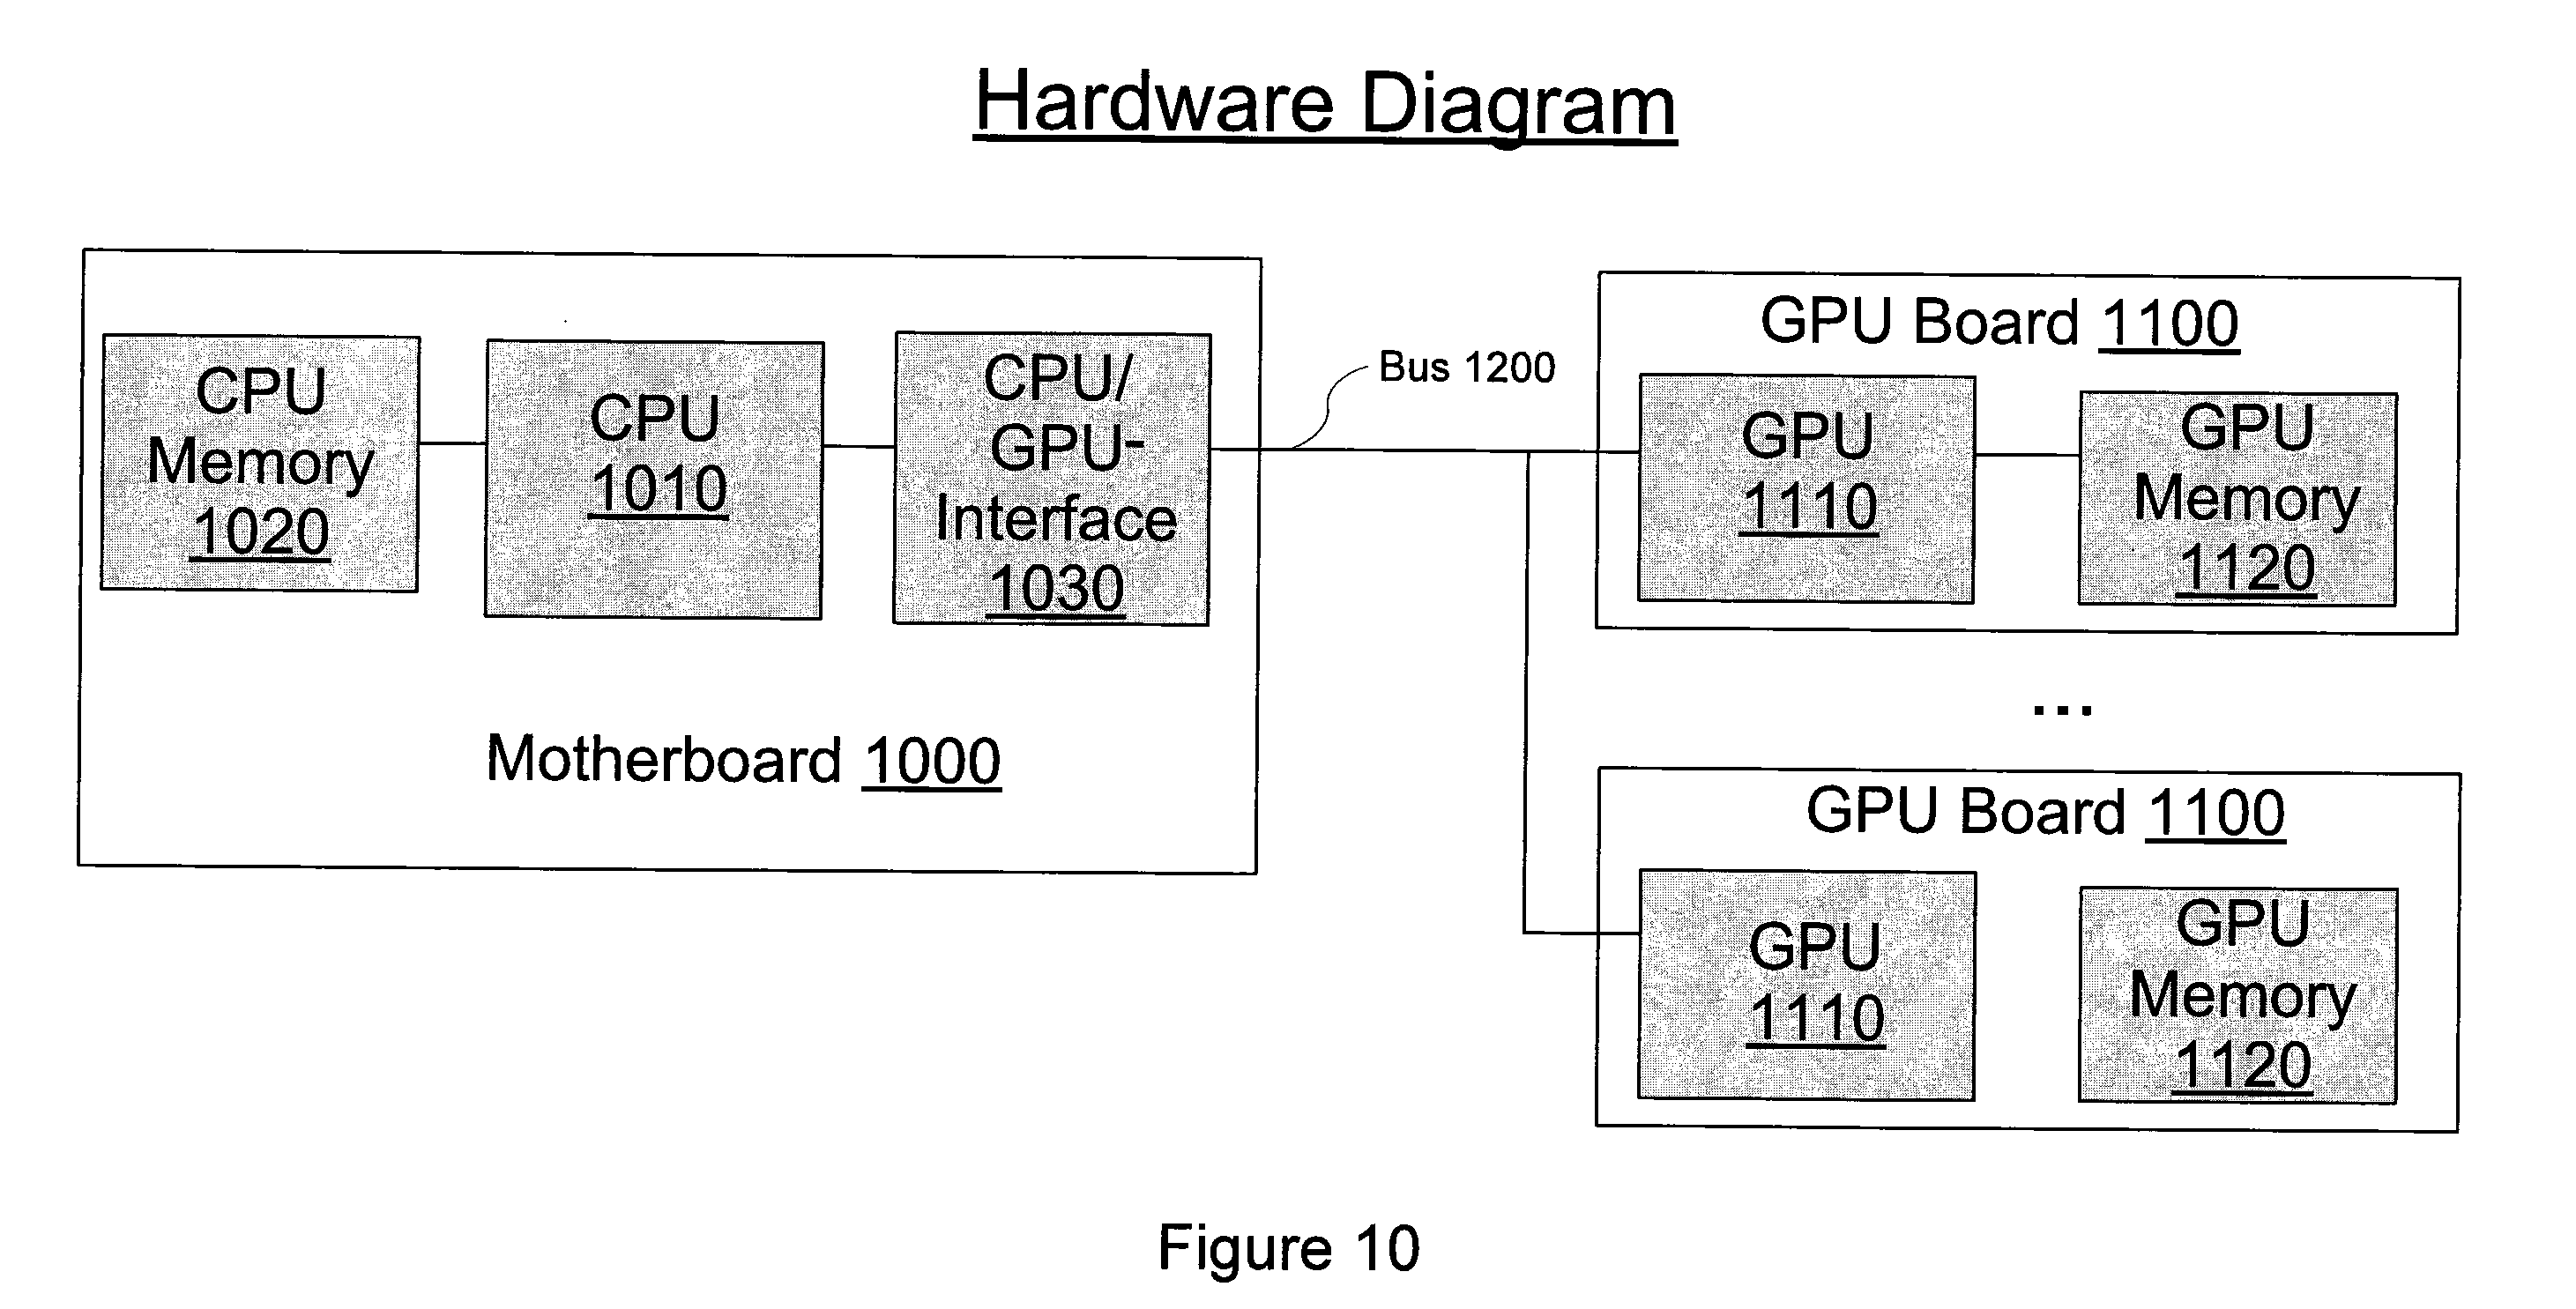 Hardware Diagram
CPU
Memory
1020
CPU
1010
CPU/
GPU-
Interface
1030
Motherboard 1000
Bus 1200
GPU Board 1100
GPU
1110
GPU
Memory
1120
...
GPU Board 1100
GPU
1110
GPU
Memory
1120
Figure 10